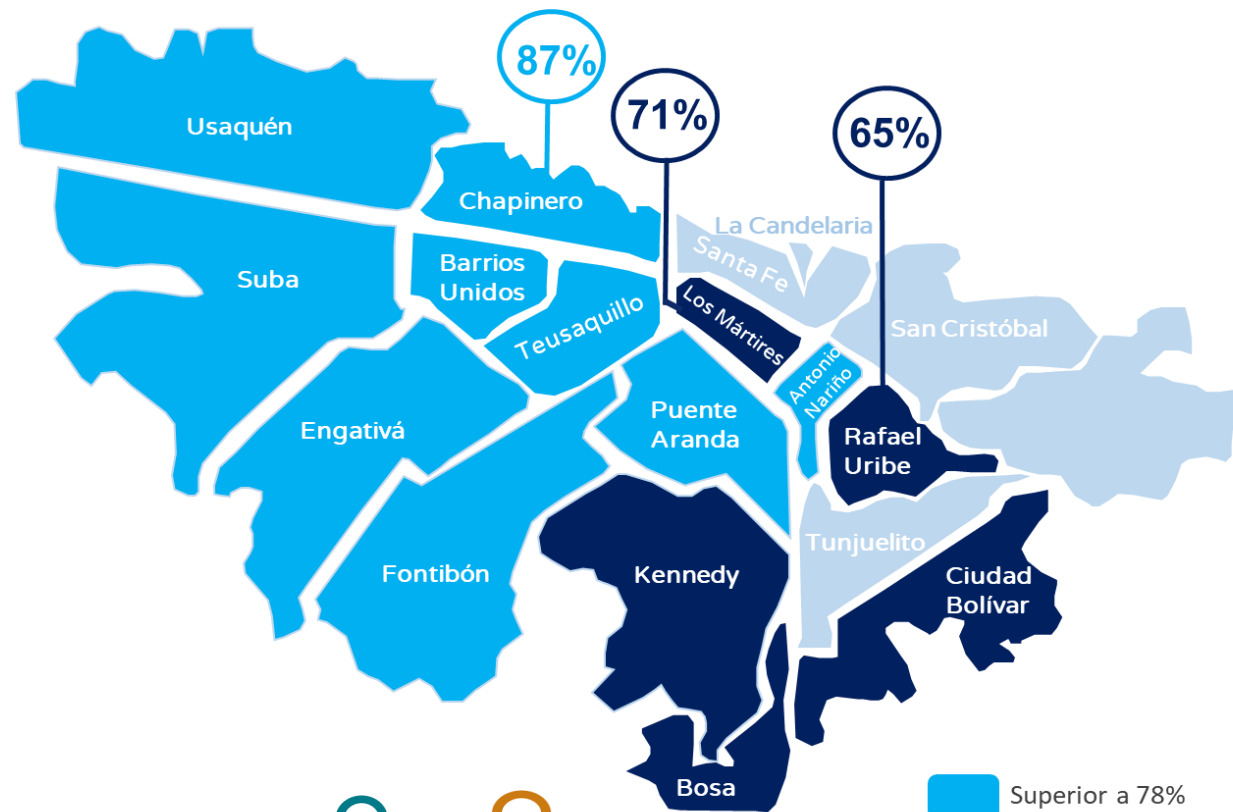 87%
71%
65%
Usaquén
Chapinero
La Candelaria
Santa Fe
Suba
Barrios
Unidos
Teusaquillo
Los Mártires
San Cristóbal
Antonio
Nariño
Engativá
Puente
Aranda
Rafael
Uribe
Fontibón
Kennedy
Tunjuelito
Ciudad
Bolívar
Bosa
Superior a 78%